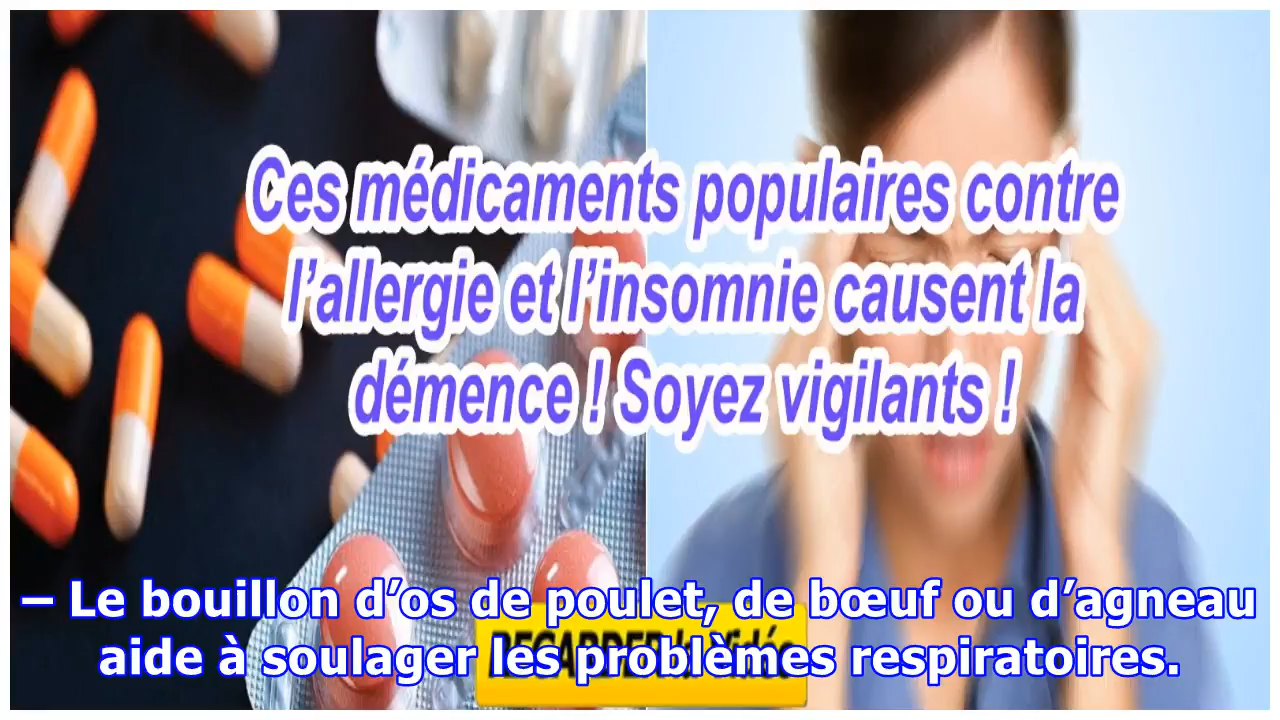 Ces médicaments populaires contre
l’allergie et l’insomnie causent la
démence ! Soyez vigilants !
– Le bouillon d’os de poulet, de bœuf ou d’agneau
aide à soulager les problèmes respiratoires.